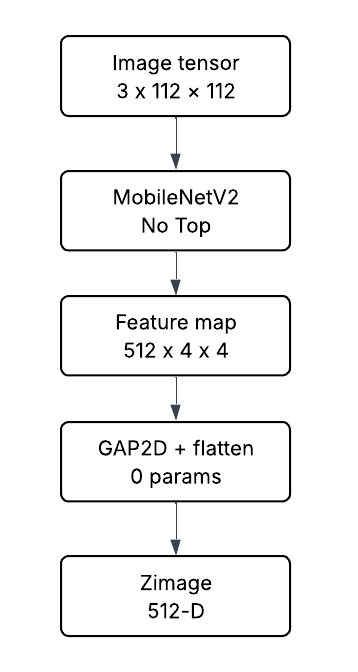 Image tensor
3 x 112 × 112
MobileNetV2
No Top
Feature map
512 x 4 x 4
GAP2D + flatten
0 params
Zimage
512-D